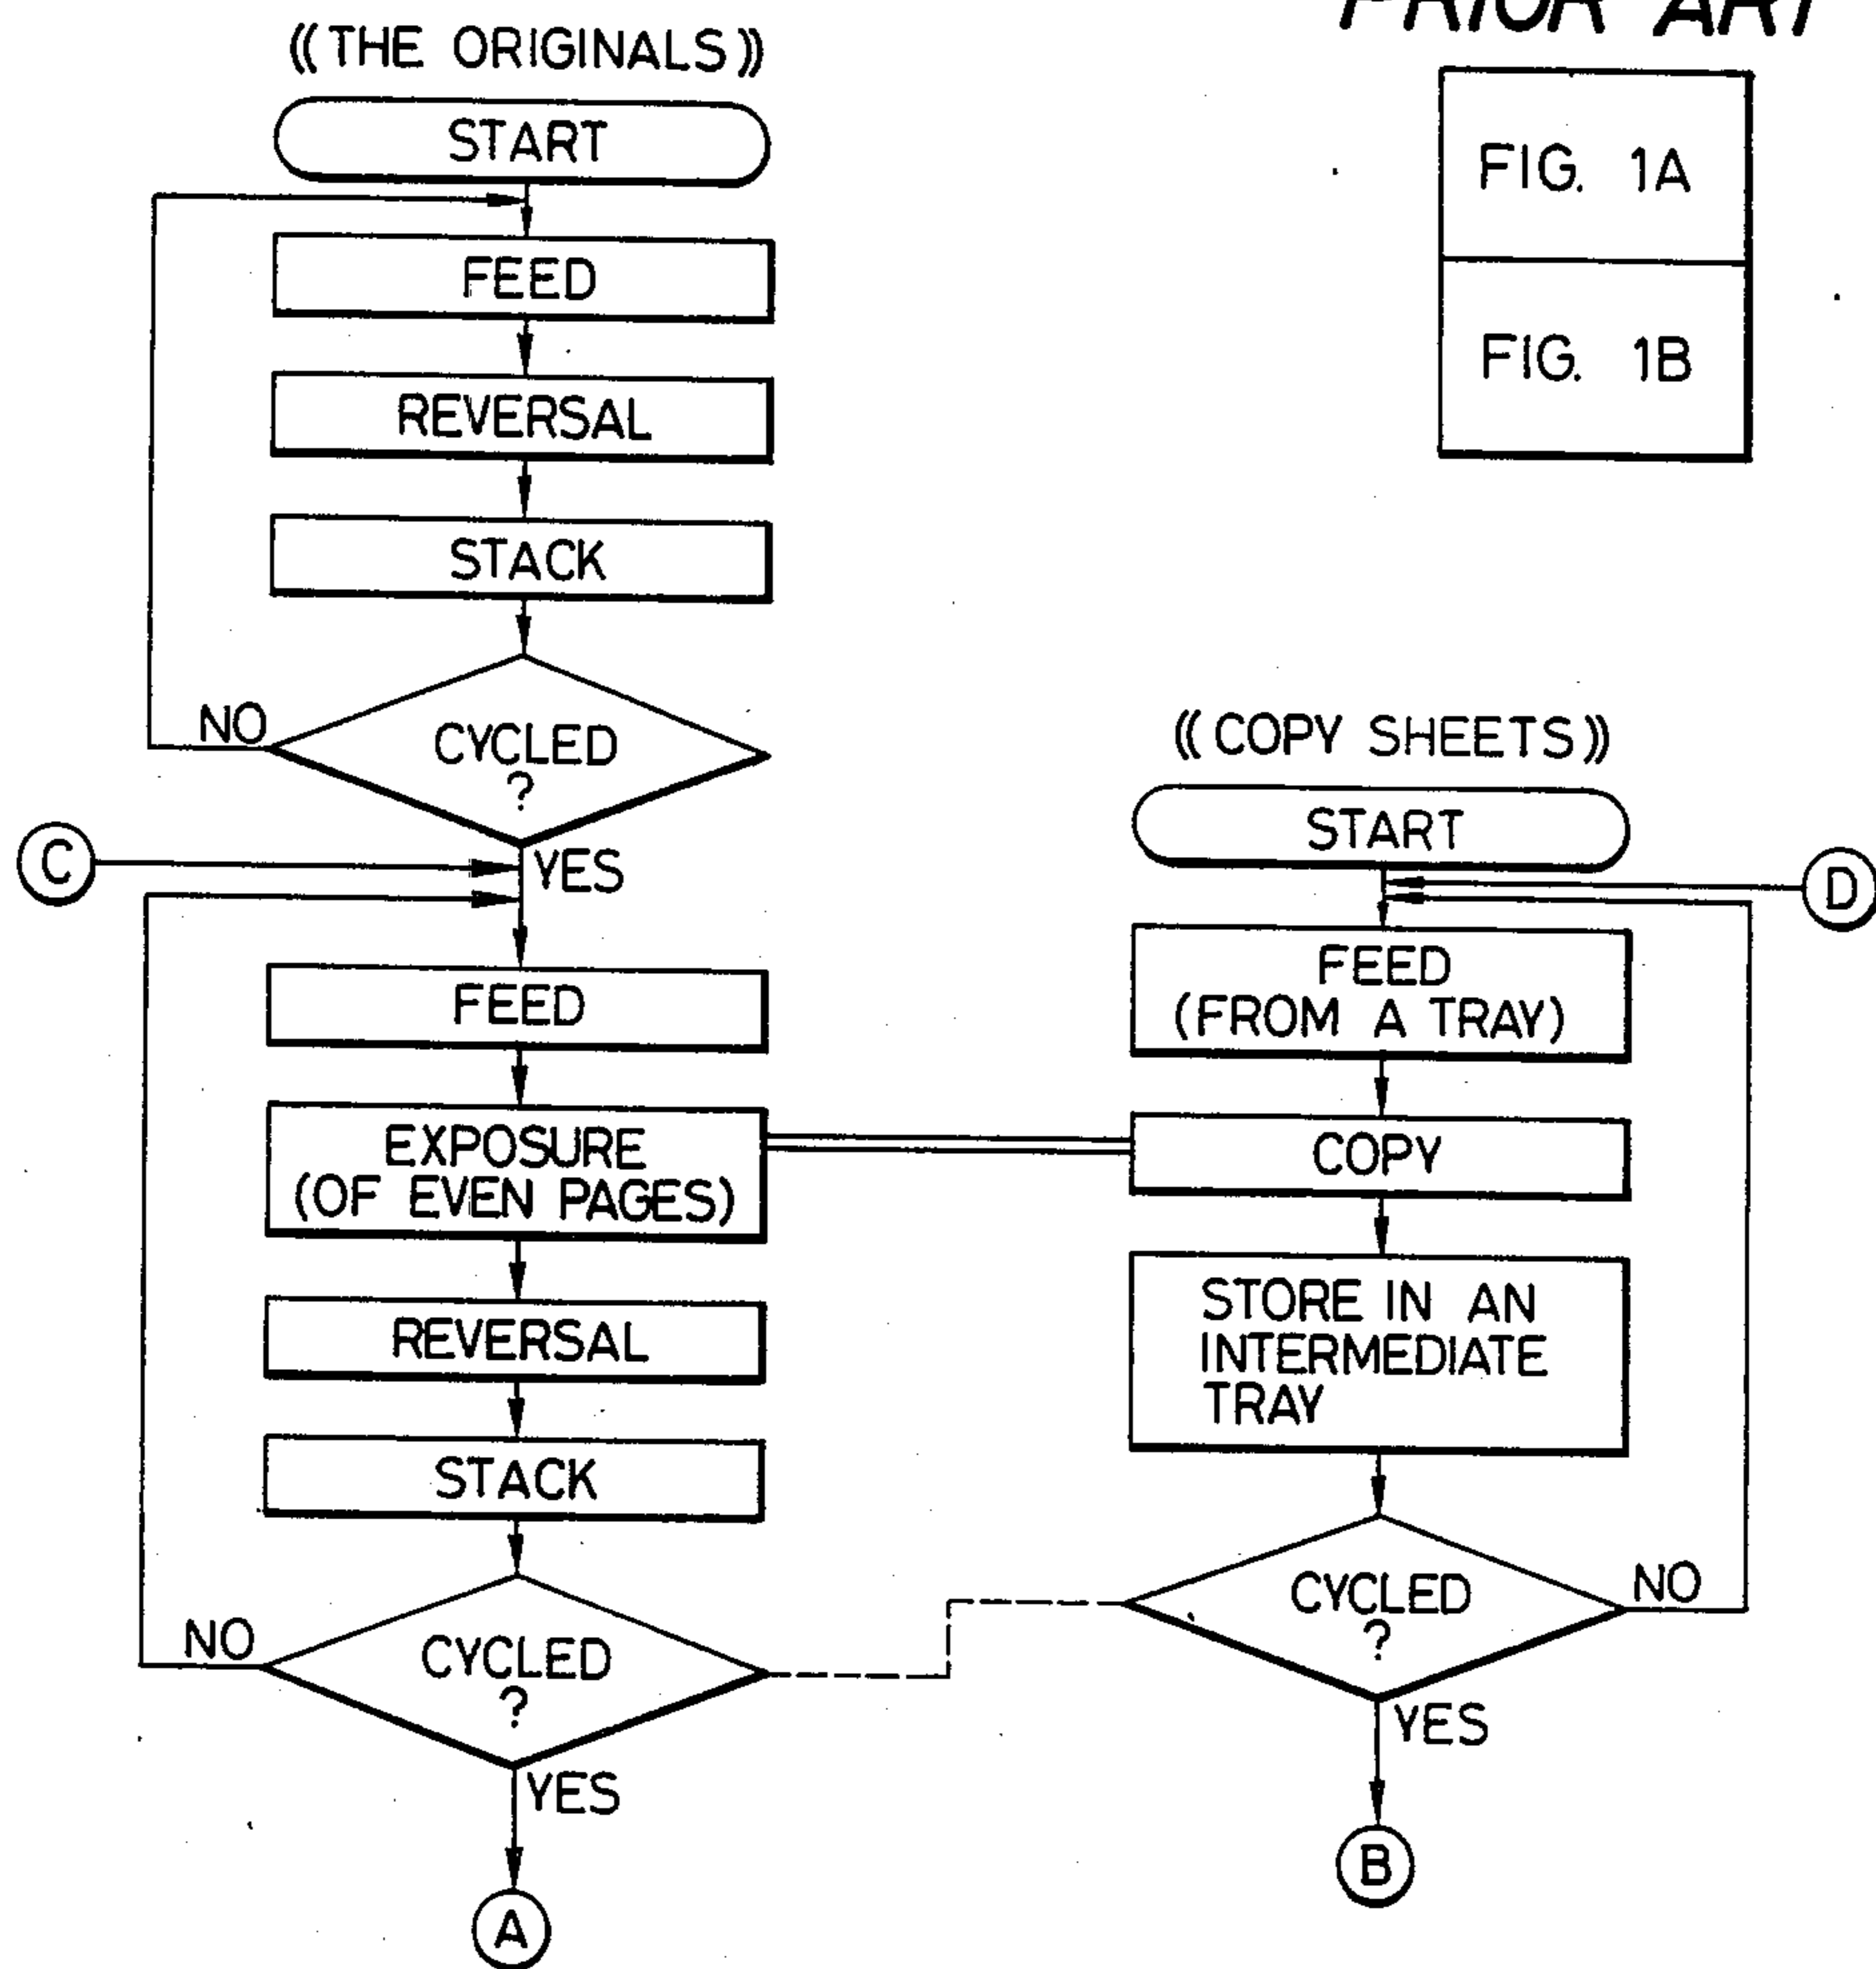 PRIOR ART
FIG. 1A
FIG. 1B
((THE ORIGINALS))
START
FEED
REVERSAL
STACK
CYCLED
?
NO
YES
C
FEED
EXPOSURE
(OF EVEN PAGES)
REVERSAL
STACK
CYCLED
?
NO
YES
A
((COPY SHEETS))
START
D
FEED
(FROM A TRAY)
COPY
STORE IN AN
INTERMEDIATE
TRAY
CYCLED
?
NO
YES
B